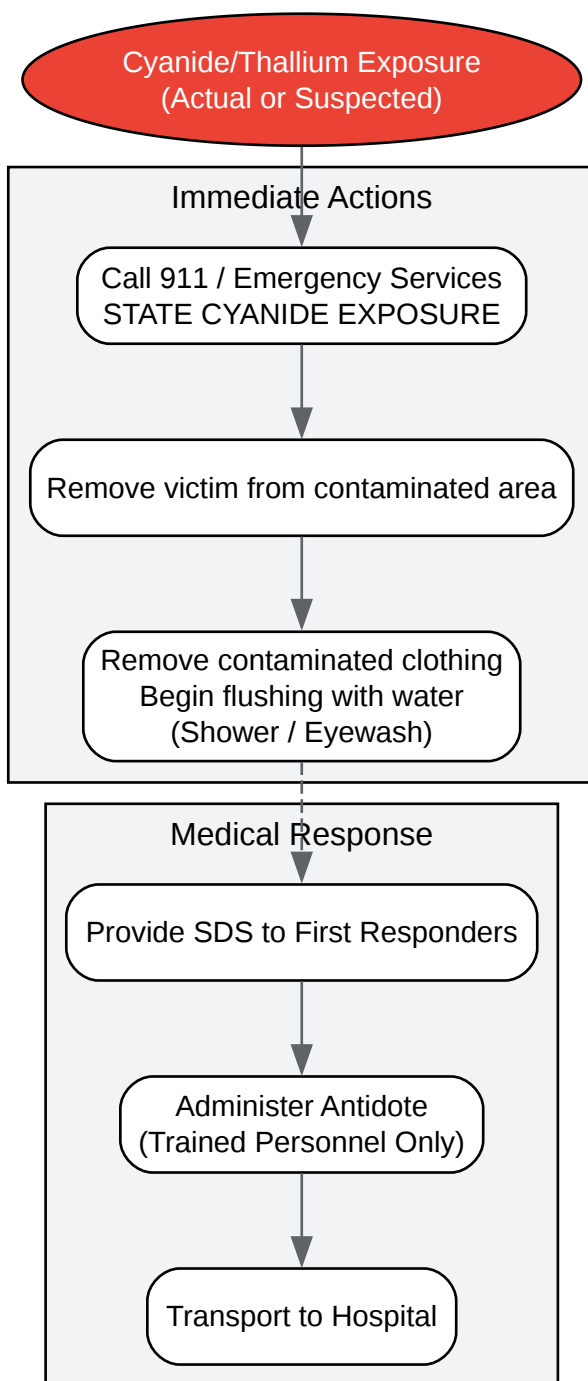 Cyanide/Thallium Exposure
(Actual or Suspected)
Immediate Actions
Call 911 / Emergency Services
STATE CYANIDE EXPOSURE
Remove victim from contaminated area
Remove contaminated clothing
Begin flushing with water
(Shower / Eyewash)
Medical Response
Provide SDS to First Responders
Administer Antidote
(Trained Personnel Only)
Transport to Hospital